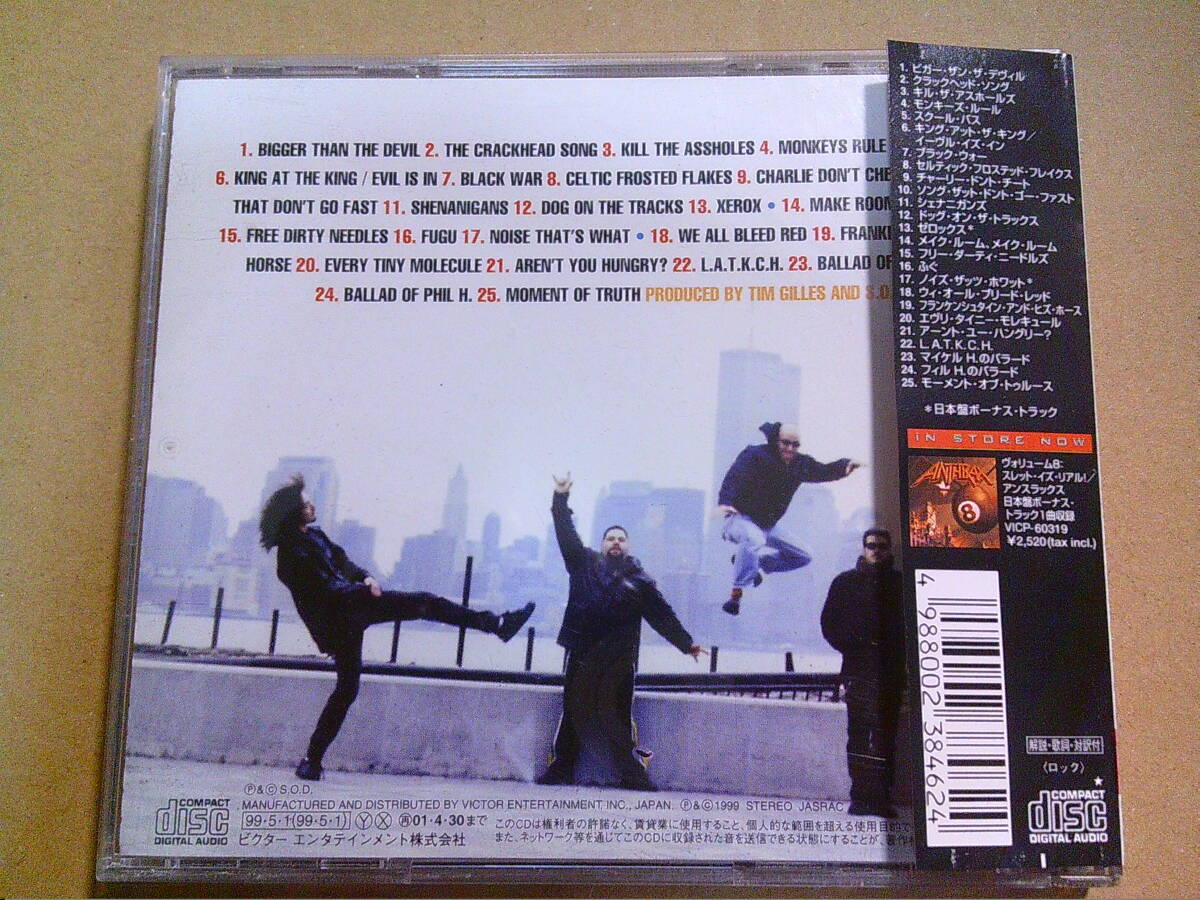 1. BIGGER THAN THE DEVIL 2. THE CRACKHEAD SONG 3. KILL THE ASSHOLES 4. MONKEYS RULE
6. KING AT THE KING / EVIL IS IN 7. BLACK WAR 8. CELTIC FROSTED FLAKES 9. CHARLIE DON'T CHE
THAT DON'T GO FAST 11. SHENANIGANS 12. DOG ON THE TRACKS 13. XEROX • 14. MAKE ROOM
15. FREE DIRTY NEEDLES 16. FUGU 17. NOISE THAT'S WHAT • 18. WE ALL BLEED RED 19. FRANK
HORSE 20. EVERY TINY MOLECULE 21. AREN'T YOU HUNGRY? 22. L.A.T.K.C.H. 23. BALLAD OF
24. BALLAD OF PHIL H. 25. MOMENT OF TRUTH PRODUCED BY TIM GILLES AND S.O.
℗&© S.O.D.
MANUFACTURED AND DISTRIBUTED BY VICTOR ENTERTAINMENT, INC., JAPAN. ℗&©1999 STEREO JASRAC
COMPACT disc DIGITAL AUDIO
99・5・1(99・5・1) Ⓨ Ⓧ 再01・4・30まで
ビクター エンタテインメント株式会社
このCDは権利者の許諾なく、賃貸業に使用すること、個人的な範囲を超える使用目的で
また、ネットワーク等を通じてこのCDに収録された音を送信できる状態にすることが、著作
1. ビガー・ザン・ザ・デヴィル
2. クラックヘッド・ソング
3. キル・ザ・アスホールズ
4. モンキーズ・ルール
5. スクール・バス
6. キング・アット・ザ・キング／
イーヴル・イズ・イン
7. ブラック・ウォー
8. セルティック・フロステッド・フレイクス
9. チャーリー・ドント・チート
10. ソング・ザット・ドント・ゴー・ファスト
11. シェナニガンズ
12. ドッグ・オン・ザ・トラックス
13. ゼロックス*
14. メイク・ルーム、メイク・ルーム
15. フリー・ダーティ・ニードルズ
16. ふぐ
17. ノイズ・ザッツ・ホワット*
18. ウィ・オール・ブリード・レッド
19. フランケンシュタイン・アンド・ヒズ・ホース
20. エヴリ・タイニー・モレキュール
21. アーント・ユー・ハングリー?
22. L.A.T.K.C.H.
23. マイケル H.のバラード
24. フィル H.のバラード
25. モーメント・オブ・トゥルース
*日本盤ボーナス・トラック
IN STORE NOW
ANTHRAX
8
ヴォリューム8:
スレット・イズ・リアル!／
アンスラックス
日本盤ボーナス・
トラック1曲収録
VICP-60319
¥2,520(tax incl.)
4 988002 384624
解説・歌詞・対訳付
〈ロック〉
★
COMPACT disc DIGITAL AUDIO